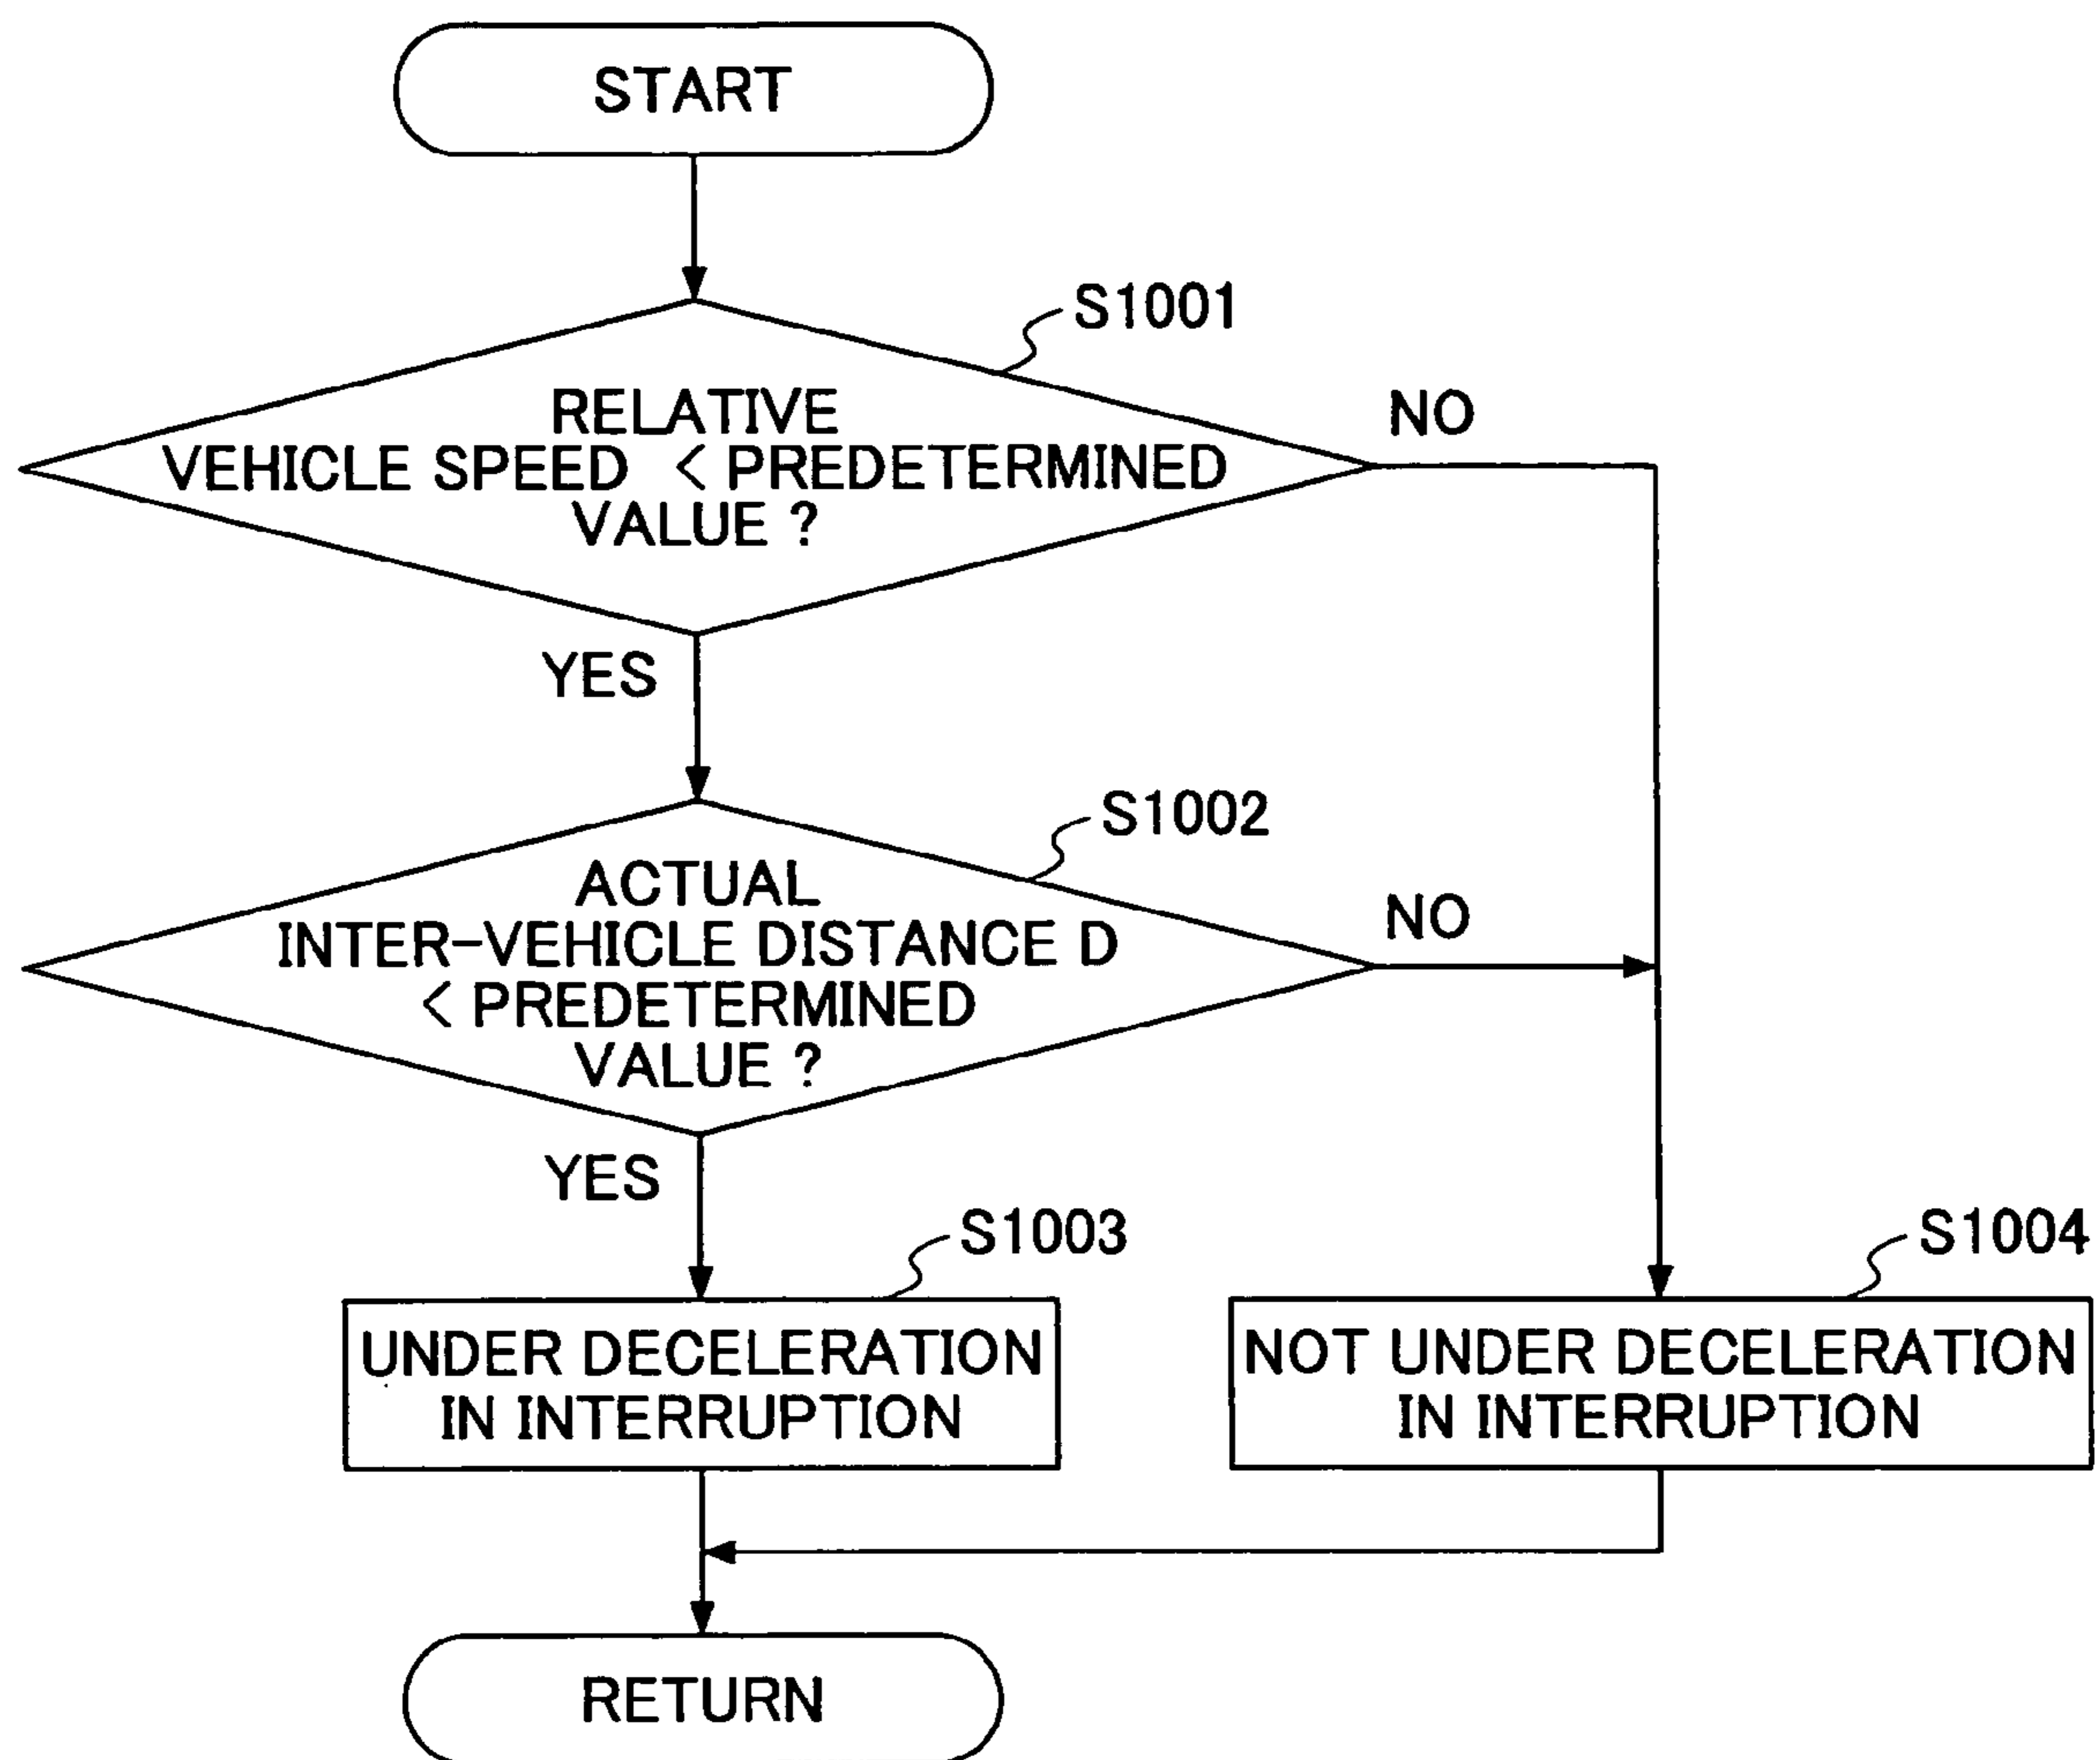 START
S1001
RELATIVE
VEHICLE SPEED < PREDETERMINED
VALUE ?
NO
YES
S1002
ACTUAL
INTER-VEHICLE DISTANCE D
< PREDETERMINED
VALUE ?
NO
YES
S1003
UNDER DECELERATION
IN INTERRUPTION
S1004
NOT UNDER DECELERATION
IN INTERRUPTION
RETURN